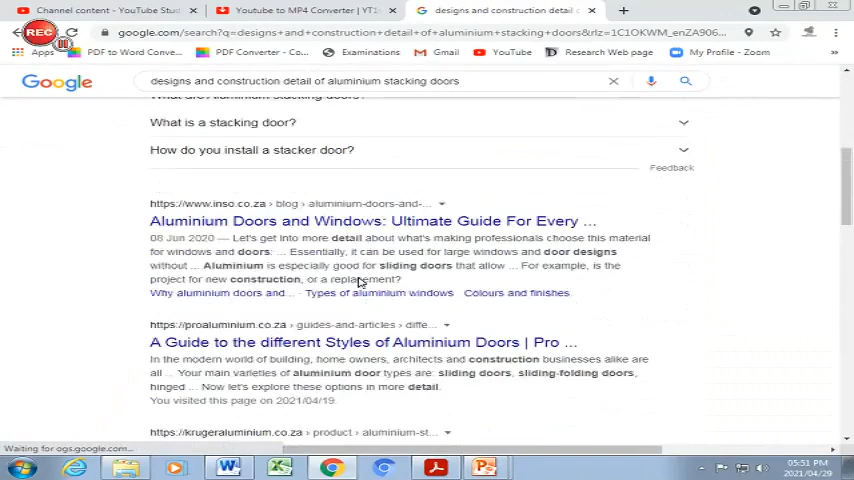 Channel content - YouTube Stud
Youtube to MP4 Converter | YT1
designs and construction detail o
REC
google.com/search?q=designs+and+construction+detail+of+aluminium+stacking+doors&rlz=1C1OKWM_enZA906...
Apps
PDF to Word Conve...
PDF Converter - Co...
Examinations
Gmail
YouTube
Research Web page
My Profile - Zoom
Google
designs and construction detail of aluminium stacking doors
What are Aluminium stacking doors?
What is a stacking door?
How do you install a stacker door?
Feedback
https://www.inso.co.za › blog › aluminium-doors-and-...
Aluminium Doors and Windows: Ultimate Guide For Every ...
08 Jun 2020 — Let's get into more detail about what's making professionals choose this material
for windows and doors: ... Essentially, it can be used for large windows and door designs
without ... Aluminium is especially good for sliding doors that allow ... For example, is the
project for new construction, or a replacement?
Why aluminium doors and... · Types of aluminium windows · Colours and finishes
https://proaluminium.co.za › guides-and-articles › diffe...
A Guide to the different Styles of Aluminium Doors | Pro ...
In the modern world of building, home owners, architects and construction businesses alike are
all ... Your main varieties of aluminium door types are: sliding doors, sliding-folding doors,
hinged ... Now let's explore these options in more detail.
You visited this page on 2021/04/19.
https://krugeraluminium.co.za › product › aluminium-st...
Waiting for ogs.google.com...
05:51 PM
2021/04/29